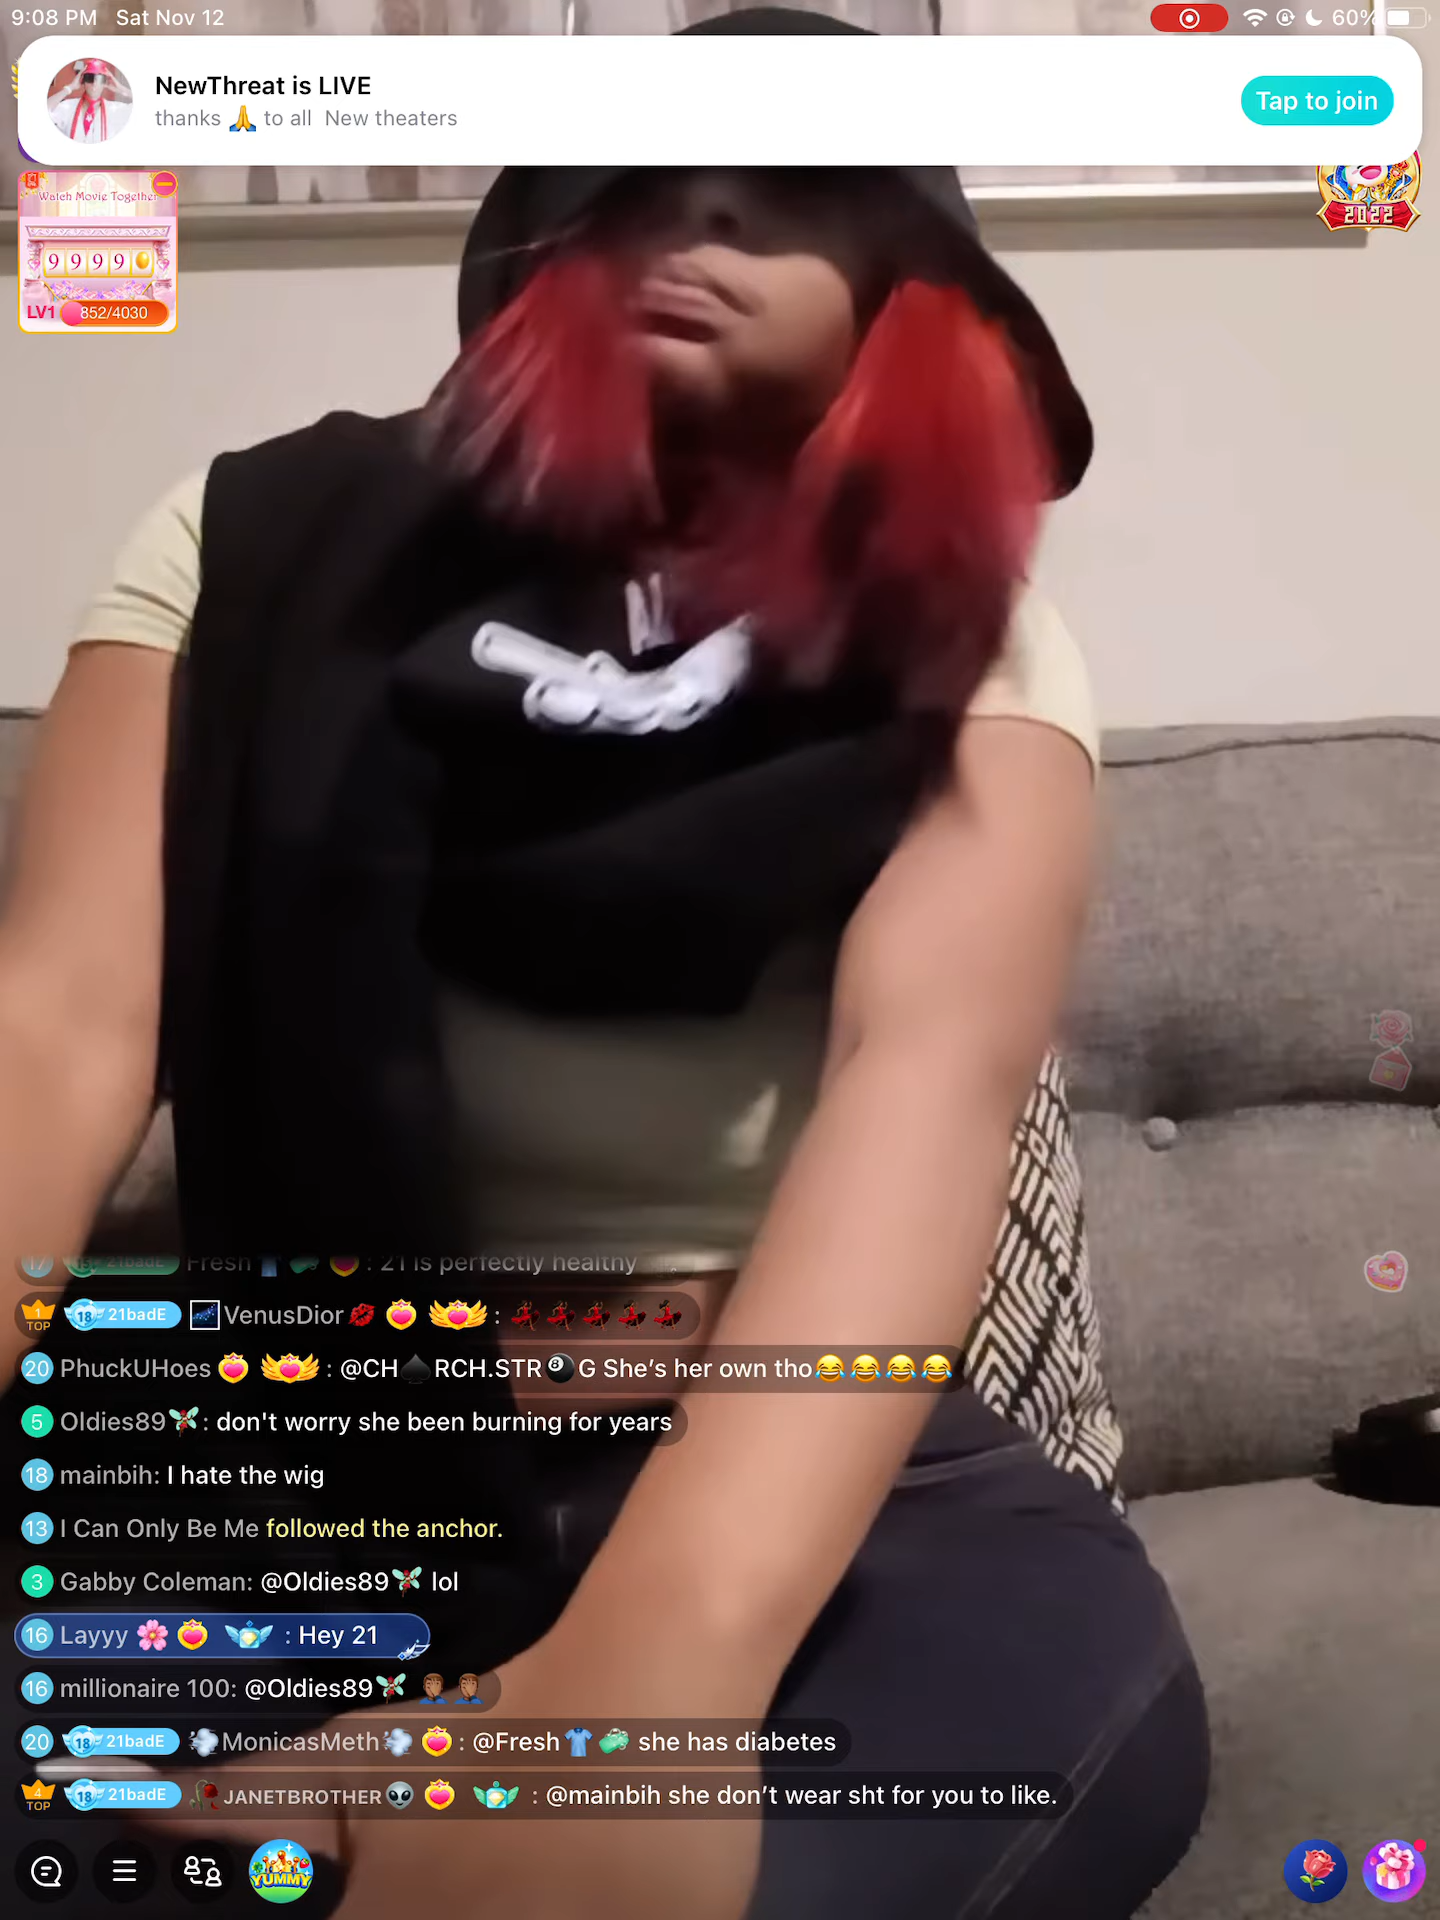 9:08 PM Sat Nov 12
60%
NewThreat is LIVE
thanks 🙏 to all New theaters
Tap to join
Watch Movie Together
9 9 9 9
LV1 852/4030
2022
17 21badE Fresh👕 : 21 is perfectly healthy
1 TOP 18 21badE VenusDior💋 : 💃💃💃💃💃
20 PhuckUHoes : @CH♠️RCH.STR🎱G She's her own tho😂😂😂😂
5 Oldies89🧚: don't worry she been burning for years
18 mainbih: I hate the wig
13 I Can Only Be Me followed the anchor.
3 Gabby Coleman: @Oldies89🧚 lol
16 Layyy🌸 : Hey 21
16 millionaire 100: @Oldies89🧚 🤦🏾‍♂️🤦🏾‍♂️
20 18 21badE 💨MonicasMeth💨 : @Fresh👕 she has diabetes
4 TOP 18 21badE 🥀JANETBROTHER👽 : @mainbih she don't wear sht for you to like.
YUMMY